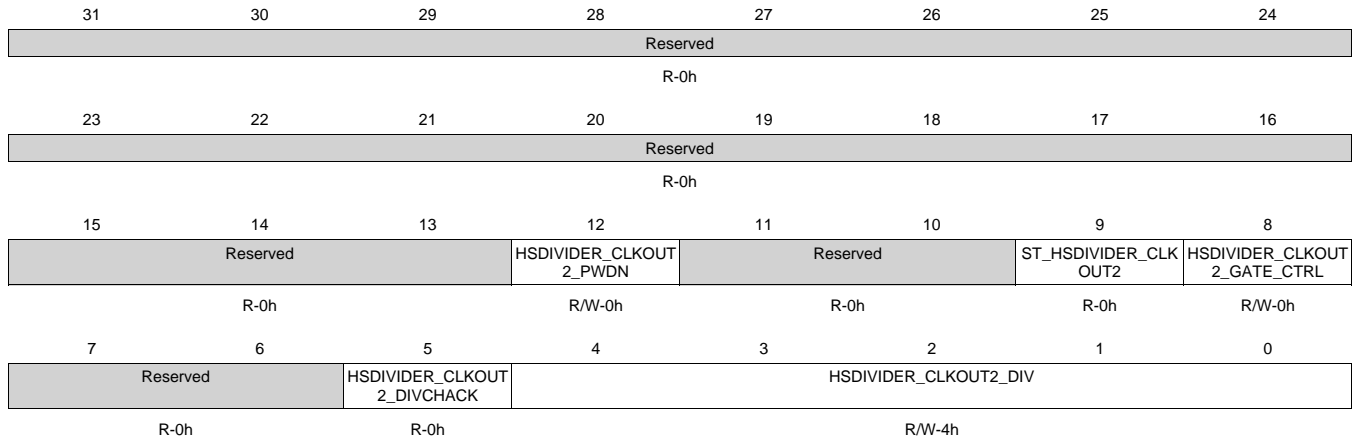 31 30 29 28 27 26 25 24
Reserved
R-0h
23 22 21 20 19 18 17 16
Reserved
R-0h
15 14 13 12 11 10 9 8
Reserved HSDIVIDER_CLKOUT Reserved ST_HSDIVIDER_CLK HSDIVIDER_CLKOUT
2_PWDN OUT2 2_GATE_CTRL
R-0h R/W-0h R-0h R-0h R/W-0h
7 6 5 4 3 2 1 0
Reserved HSDIVIDER_CLKOUT HSDIVIDER_CLKOUT2_DIV
2_DIVCHACK
R-0h R-0h R/W-4h